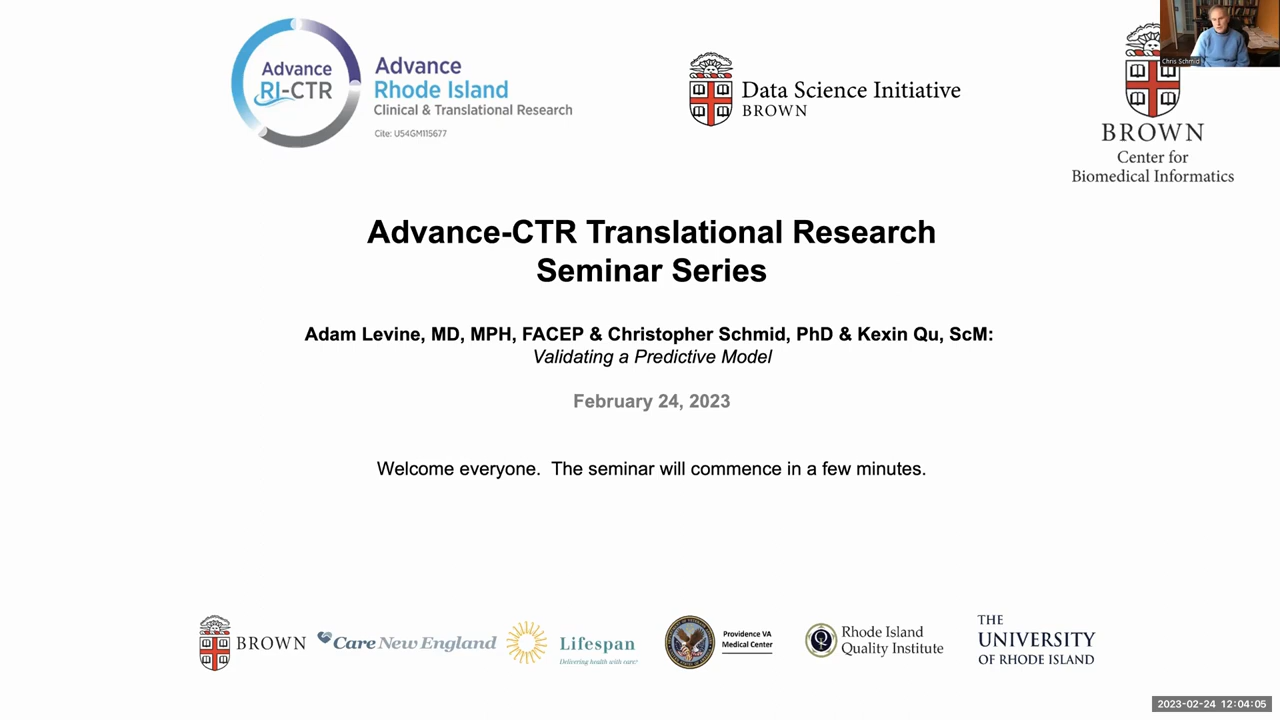 Advance
RI-CTR
Advance
Rhode Island
Clinical & Translational Research
Cite: US4GM115677
Data Science Initiative
BROWN
Chris Schmid
BROWN
Center for
Biomedical Informatics
Advance-CTR Translational Research
Seminar Series
Adam Levine, MD, MPH, FACEP & Christopher Schmid, PhD & Kexin Qu, ScM:
Validating a Predictive Model
February 24, 2023
Welcome everyone.  The seminar will commence in a few minutes.
BROWN
Care New England
Lifespan
Delivering health with care.
Providence VA
Medical Center
Rhode Island
Quality Institute
THE
UNIVERSITY
OF RHODE ISLAND
2023-02-24 12:04:05